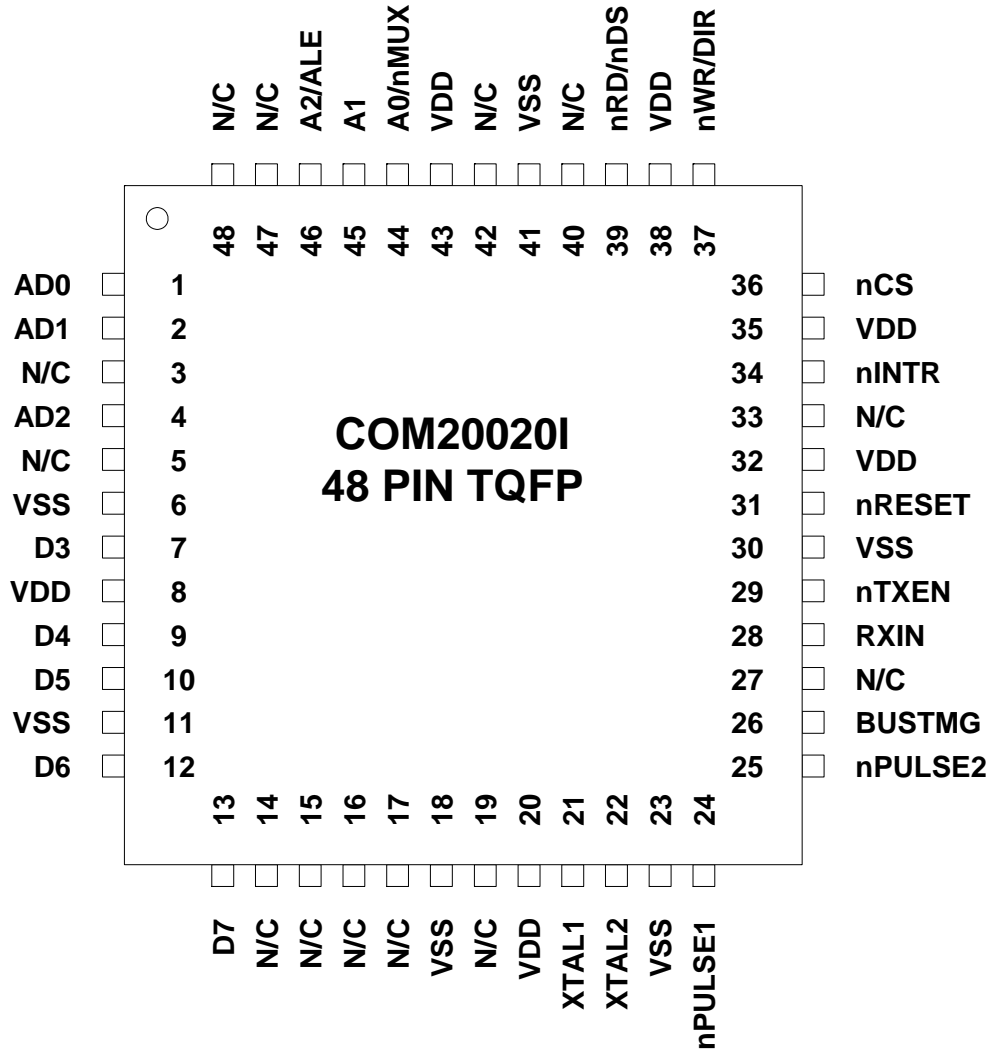 N/C
N/C
A2/ALE
A1
A0/nMUX
VDD
N/C
VSS
N/C
nRD/nDS
VDD
nWR/DIR
48
47
46
45
44
43
42
41
40
39
38
37
AD0 1
AD1 2
N/C 3
AD2 4
N/C 5
VSS 6
D3 7
VDD 8
D4 9
D5 10
VSS 11
D6 12
COM20020I
48 PIN TQFP
36 nCS
35 VDD
34 nINTR
33 N/C
32 VDD
31 nRESET
30 VSS
29 nTXEN
28 RXIN
27 N/C
26 BUSTMG
25 nPULSE2
13
14
15
16
17
18
19
20
21
22
23
24
D7
N/C
N/C
N/C
N/C
VSS
N/C
VDD
XTAL1
XTAL2
VSS
nPULSE1